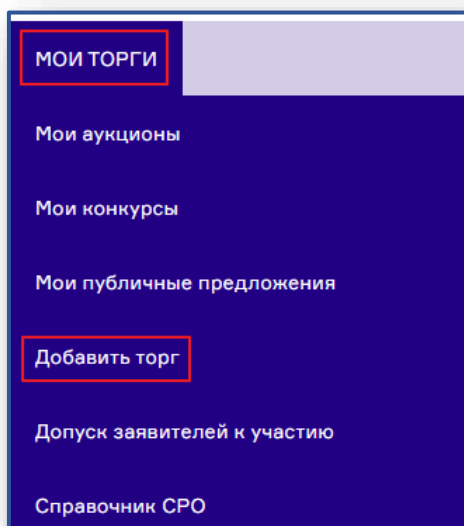 МОИ ТОРГИ
Мои аукционы
Мои конкурсы
Мои публичные предложения
Добавить торг
Допуск заявителей к участию
Справочник СРО